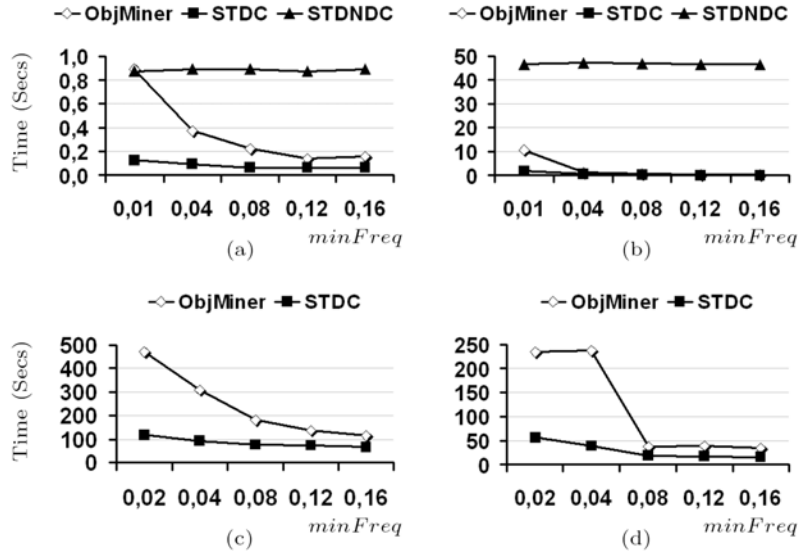 ObjMiner STDC STDNDC
Time (Secs)
1,0
0,8
0,6
0,4
0,2
0,0
0,01 0,04 0,08 0,12 0,16
minFreq
(a)
ObjMiner STDC STDNDC
50
40
30
20
10
0
0,01 0,04 0,08 0,12 0,16
minFreq
(b)
ObjMiner STDC
Time (Secs)
500
400
300
200
100
0
0,02 0,04 0,08 0,12 0,16
minFreq
(c)
ObjMiner STDC
250
200
150
100
50
0
0,02 0,04 0,08 0,12 0,16
minFreq
(d)